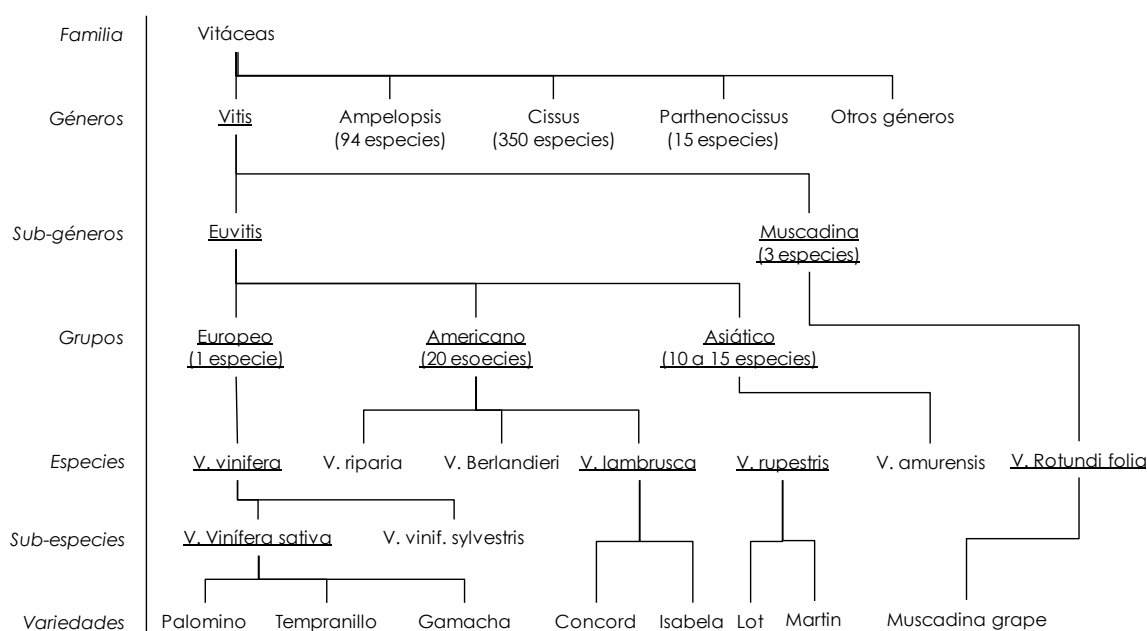 Familia Vitáceas
Géneros Vitis Ampelopsis Cissus Parthenocissus Otros géneros
(94 especies) (350 especies) (15 especies)
Sub-géneros Euvitis Muscadina
(3 especies)
Grupos Europeo Americano Asiático
(1 especie) (20 esoecies) (10 a 15 especies)
Especies V. vinifera V. riparia V. Berlandieri V. lambrusca V. rupestris V. amurensis V. Rotundi folia
Sub-especies V. Vinífera sativa V. vinif. sylvestris
Variedades Palomino Tempranillo Gamacha Concord Isabela Lot Martin Muscadina grape